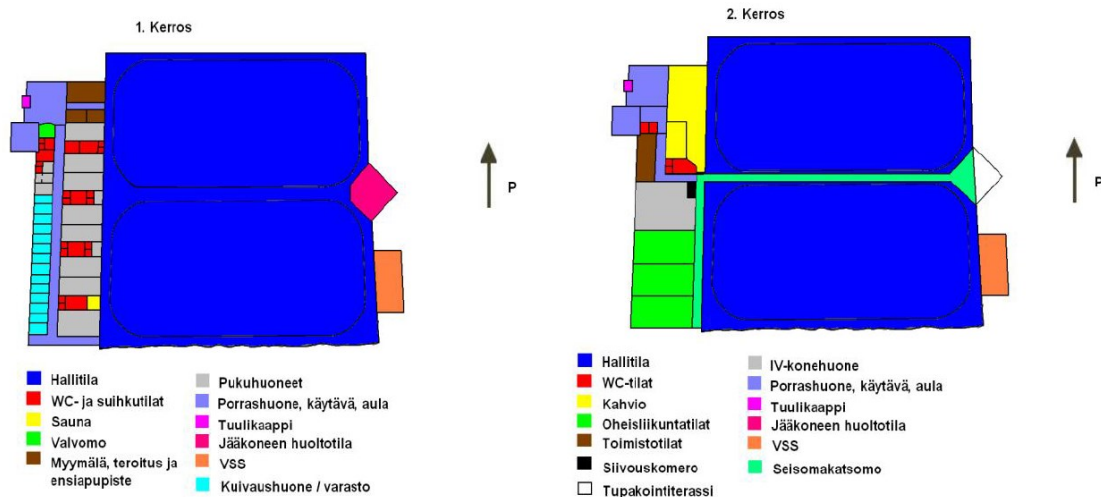 1. Kerros
P
Hallitila
WC- ja suihkutilat
Sauna
Valvomo
Myymälä, teroitus ja
ensiapupiste
Pukuhuoneet
Porrashuone, käytävä, aula
Tuulikaappi
Jääkoneen huoltotila
VSS
Kuivaushuone / varasto
2. Kerros
P
Hallitila
WC-tilat
Kahvio
Oheisliikuntatilat
Toimistotilat
Siivouskomero
Tupakointiterassi
IV-konehuone
Porrashuone, käytävä, aula
Tuulikaappi
Jääkoneen huoltotila
VSS
Seisomakatsomo